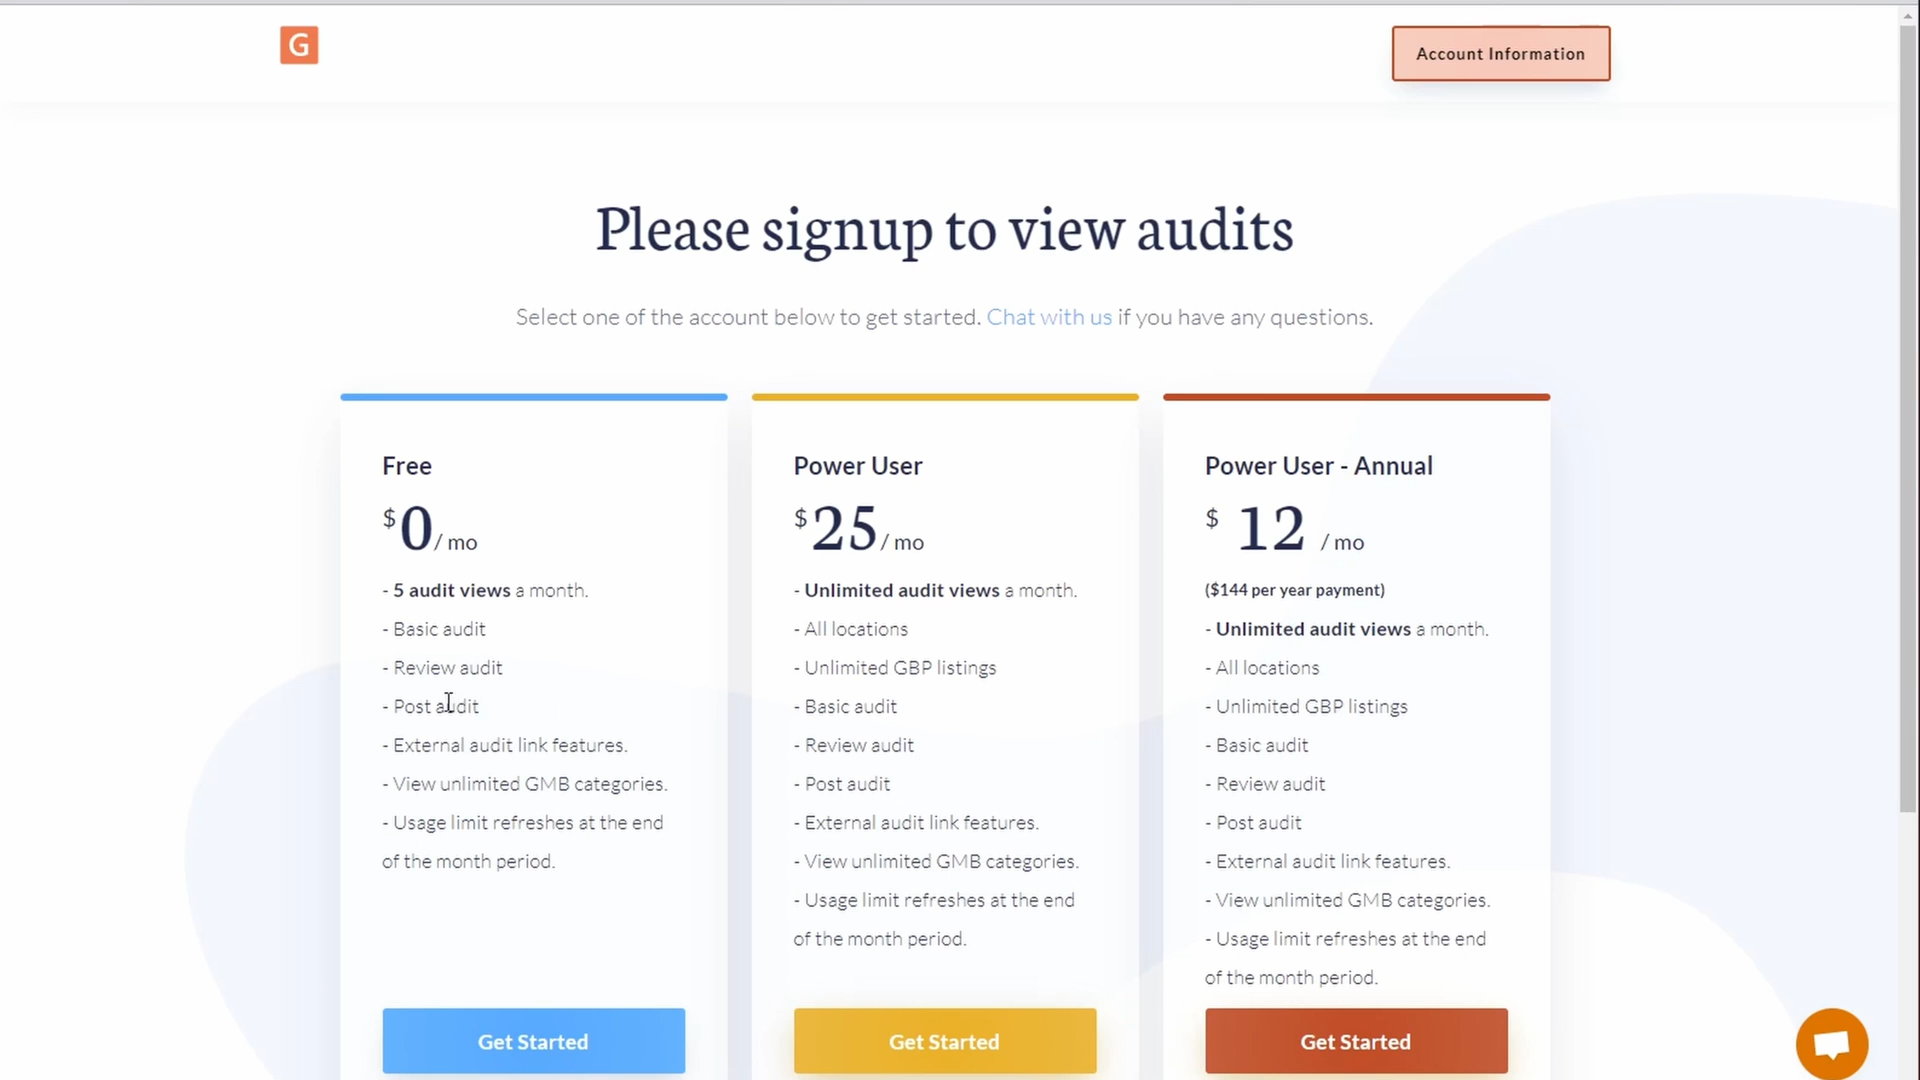 G
Account Information
Please signup to view audits
Select one of the account below to get started. Chat with us if you have any questions.
Free
$0/ mo
- 5 audit views a month.
- Basic audit
- Review audit
- Post audit
- External audit link features.
- View unlimited GMB categories.
- Usage limit refreshes at the end
of the month period.
Get Started
Power User
$25/ mo
- Unlimited audit views a month.
- All locations
- Unlimited GBP listings
- Basic audit
- Review audit
- Post audit
- External audit link features.
- View unlimited GMB categories.
- Usage limit refreshes at the end
of the month period.
Get Started
Power User - Annual
$ 12 / mo
($144 per year payment)
- Unlimited audit views a month.
- All locations
- Unlimited GBP listings
- Basic audit
- Review audit
- Post audit
- External audit link features.
- View unlimited GMB categories.
- Usage limit refreshes at the end
of the month period.
Get Started